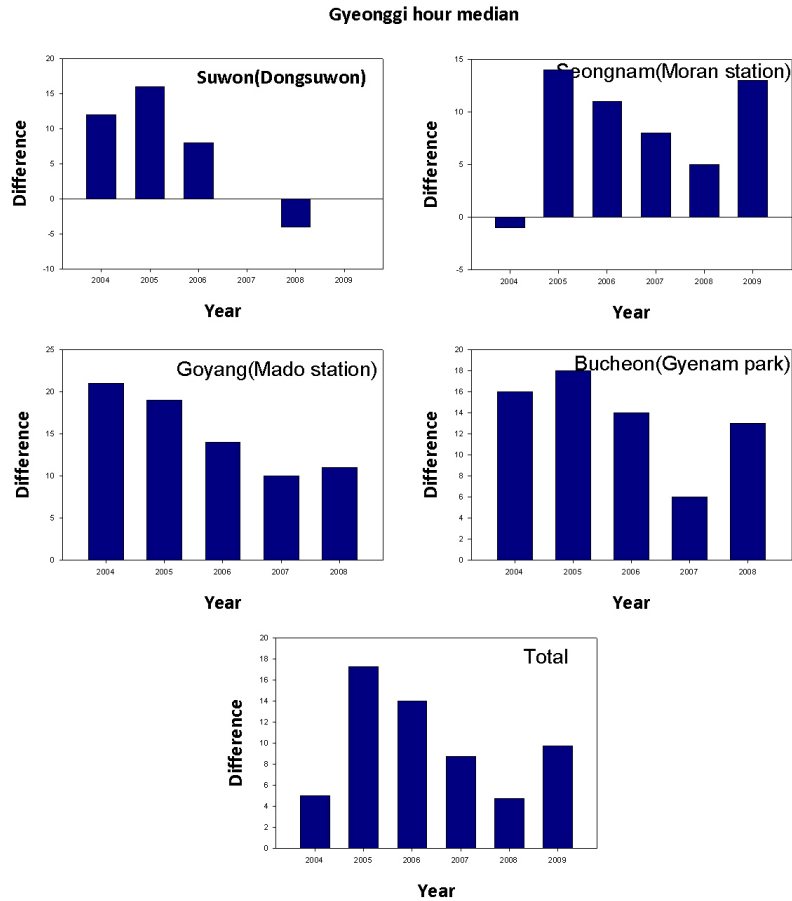 Gyeonggi hour median
Suwon(Dongsuwon)
Difference
20
15
10
5
0
-5
-10
2004 2005 2006 2007 2008 2009
Year
Seongnam(Moran station)
Difference
15
10
5
0
-5
2004 2005 2006 2007 2008 2009
Year
Goyang(Mado station)
Difference
25
20
15
10
5
0
2004 2005 2006 2007 2008
Year
Bucheon(Gyenam park)
Difference
20
18
16
14
12
10
8
6
4
2
0
2004 2005 2006 2007 2008
Year
Total
Difference
20
18
16
14
12
10
8
6
4
2
0
2004 2005 2006 2007 2008 2009
Year